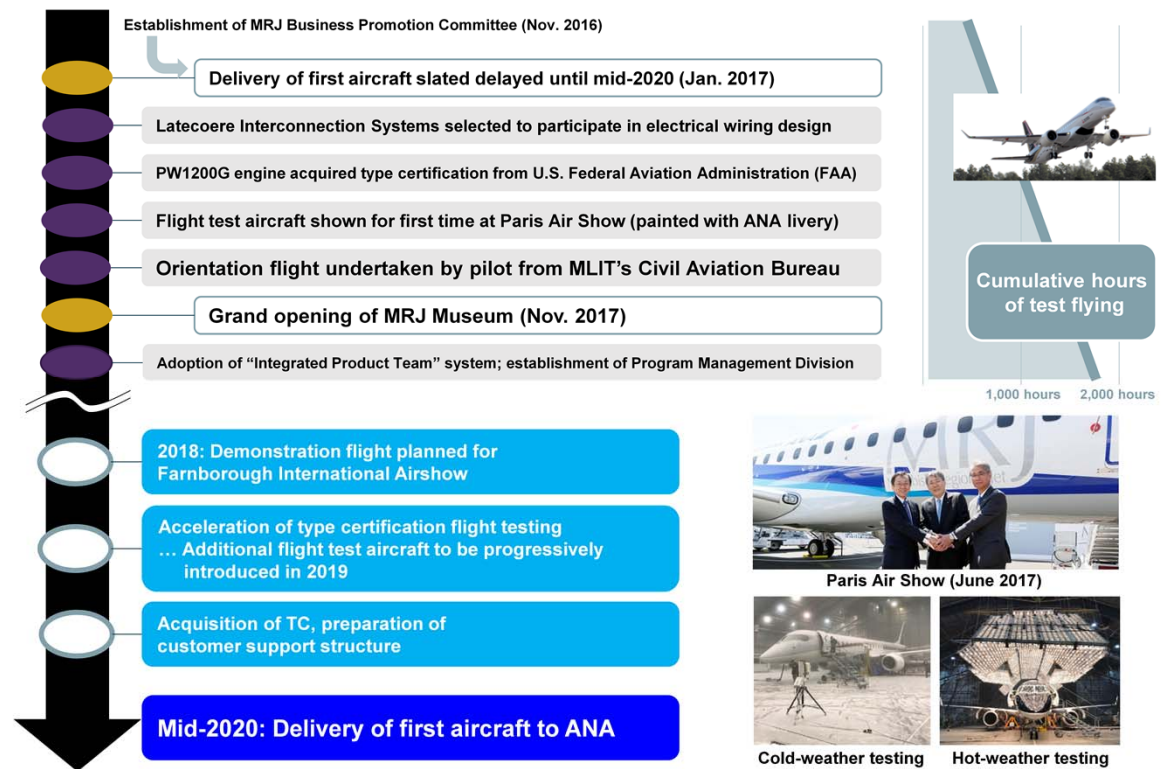 Establishment of MRJ Business Promotion Committee (Nov. 2016)
Delivery of first aircraft slated delayed until mid-2020 (Jan. 2017)
Latecoere Interconnection Systems selected to participate in electrical wiring design
PW1200G engine acquired type certification from U.S. Federal Aviation Administration (FAA)
Flight test aircraft shown for first time at Paris Air Show (painted with ANA livery)
Orientation flight undertaken by pilot from MLIT's Civil Aviation Bureau
Grand opening of MRJ Museum (Nov. 2017)
Adoption of “Integrated Product Team” system; establishment of Program Management Division
Cumulative hours
of test flying
1,000 hours
2,000 hours
2018: Demonstration flight planned for
Farnborough International Airshow
Acceleration of type certification flight testing
… Additional flight test aircraft to be progressively
introduced in 2019
Acquisition of TC, preparation of
customer support structure
Mid-2020: Delivery of first aircraft to ANA
MRJ
Paris Air Show (June 2017)
Cold-weather testing
Hot-weather testing